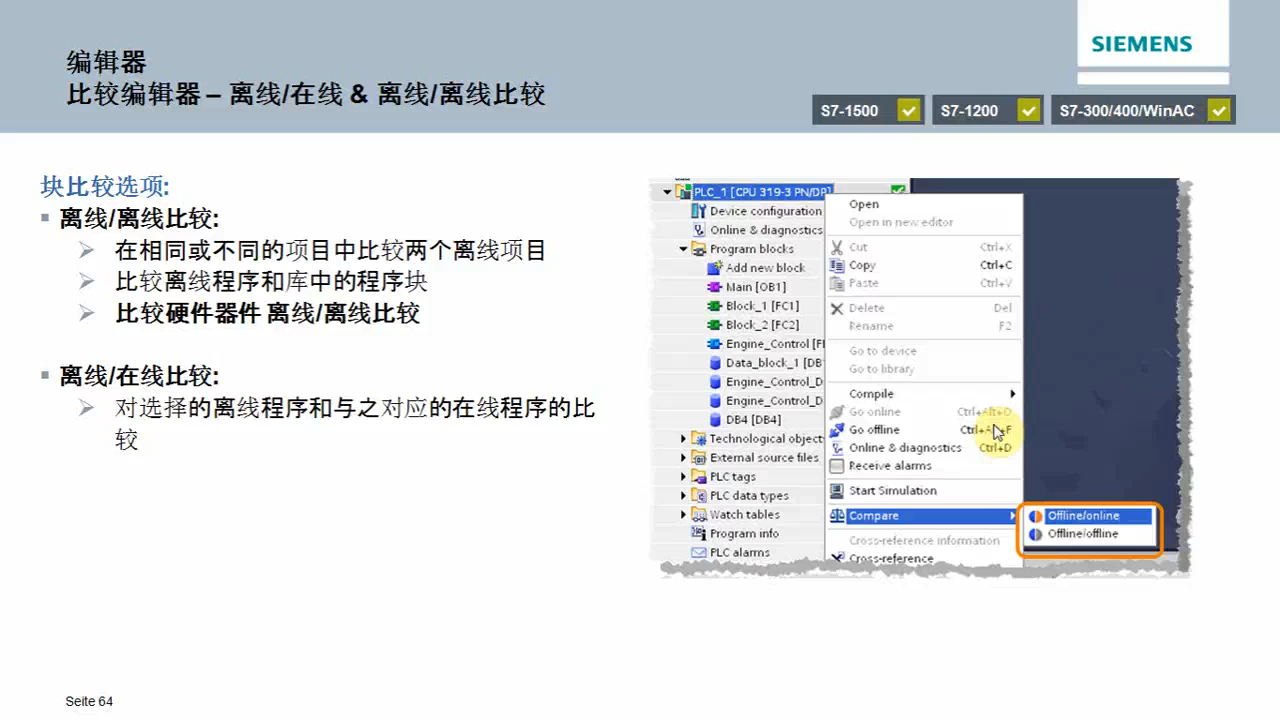 编辑器
比较编辑器 – 离线/在线 & 离线/离线比较
SIEMENS
S7-1500
S7-1200
S7-300/400/WinAC
块比较选项:
离线/离线比较:
在相同或不同的项目中比较两个离线项目
比较离线程序和库中的程序块
比较硬件器件 离线/离线比较
离线/在线比较:
对选择的离线程序和与之对应的在线程序的比
较
PLC_1 [CPU 319-3 PN/DP]
Device configuration
Online & diagnostics
Program blocks
Add new block
Main [OB1]
Block_1 [FC1]
Block_2 [FC2]
Engine_Control [F
Data_block_1 [DB
Engine_Control_D
Engine_Control_D
DB4 [DB4]
Technological object
External source files
PLC tags
PLC data types
Watch tables
Program info
PLC alarms
Open
Open in new editor
Cut Ctrl+X
Copy Ctrl+C
Paste Ctrl+V
Delete Del
Rename F2
Go to device
Go to library
Compile
Go online Ctrl+Alt+O
Go offline
Online & diagnostics Ctrl+D
Receive alarms
Start Simulation
Compare
Cross-reference information
Cross-reference
Offline/online
Offline/offline
Seite 64